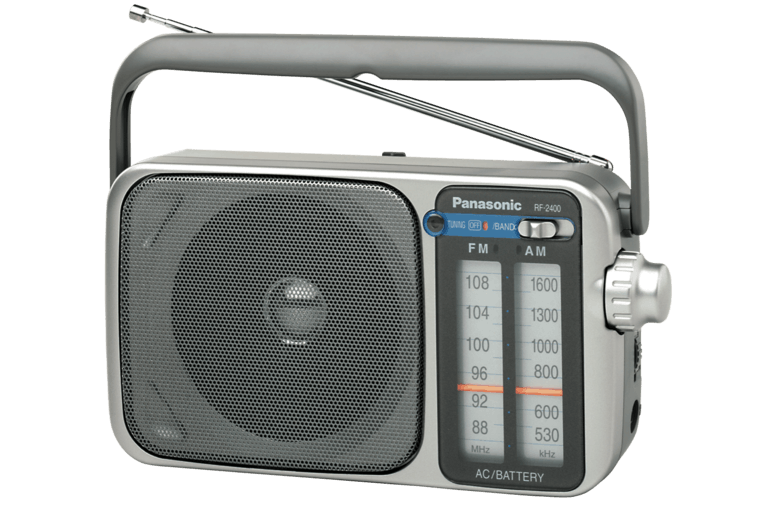 Panasonic
RF-2400
TUNING OFF /BAND
FM AM
108 1600
104 1300
100 1000
96 800
92 600
88 530
MHz kHz
AC/BATTERY